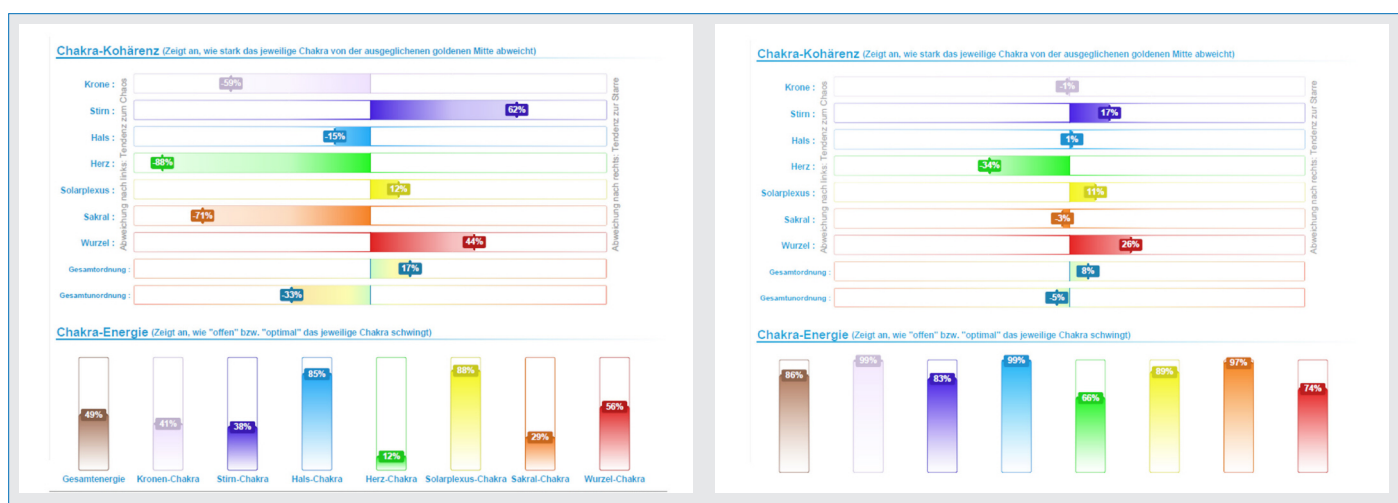 Chakra-Kohärenz (Zeigt an, wie stark das jeweilige Chakra von der ausgeglichenen goldenen Mitte abweicht)
Abweichung nach links: Tendenz zum Chaos
Krone : -59%
Stirn : 62%
Hals : -15%
Herz : -88%
Solarplexus : 12%
Sakral : -71%
Wurzel : 44%
Gesamtordnung : 17%
Gesamtunordnung : -33%
Abweichung nach rechts: Tendenz zur Starre
Chakra-Energie (Zeigt an, wie "offen" bzw. "optimal" das jeweilige Chakra schwingt)
49% 41% 38% 85% 12% 88% 29% 56%
Gesamtenergie Kronen-Chakra Stirn-Chakra Hals-Chakra Herz-Chakra Solarplexus-Chakra Sakral-Chakra Wurzel-Chakra
Chakra-Kohärenz (Zeigt an, wie stark das jeweilige Chakra von der ausgeglichenen goldenen Mitte abweicht)
Abweichung nach links: Tendenz zum Chaos
Krone : -1%
Stirn : 17%
Hals : 1%
Herz : -34%
Solarplexus : 11%
Sakral : -3%
Wurzel : 26%
Gesamtordnung : 8%
Gesamtunordnung : -5%
Abweichung nach rechts: Tendenz zur Starre
Chakra-Energie (Zeigt an, wie "offen" bzw. "optimal" das jeweilige Chakra schwingt)
86% 99% 83% 99% 66% 89% 97% 74%